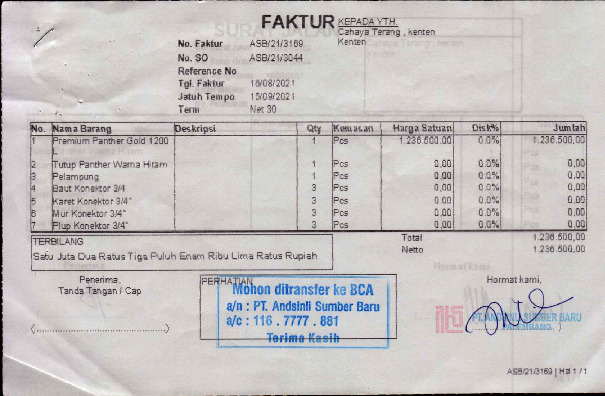 FAKTUR
KEPADA YTH.
Cahaya Terang , kenten
Kenten
No. Faktur ASB/21/3169
No. SO ASB/21/3044
Reference No
Tgl. Faktur 16/08/2021
Jatuh Tempo 15/09/2021
Term Net 30
No. Nama Barang Deskripsi Qty Kemasan Harga Satuan Disk% Jumlah
1 Premium Panther Gold 1200 1 Pcs 1.236.500,00 0.0% 1.236.500,00
L
2 Tutup Panther Warna Hitam 1 Pcs 0,00 0.0% 0,00
3 Pelampung 1 Pcs 0,00 0.0% 0,00
4 Baut Konektor 3/4 3 Pcs 0,00 0.0% 0,00
5 Karet Konektor 3/4" 3 Pcs 0,00 0.0% 0,00
6 Mur Konektor 3/4" 3 Pcs 0,00 0.0% 0,00
7 Plup Konektor 3/4" 3 Pcs 0,00 0.0% 0,00
TERBILANG
Satu Juta Dua Ratus Tiga Puluh Enam Ribu Lima Ratus Rupiah
Total 1.236.500,00
Netto 1.236.500,00
Penerima,
Tanda Tangan / Cap
PERHATIAN
Mohon ditransfer ke BCA
a/n : PT. Andsinli Sumber Baru
a/c : 116 . 7777 . 881
Terima Kasih
Hormat kami,
PT. ANDSINLI SUMBER BARU
PALEMBANG.
ASB/21/3169 | Hal 1 / 1